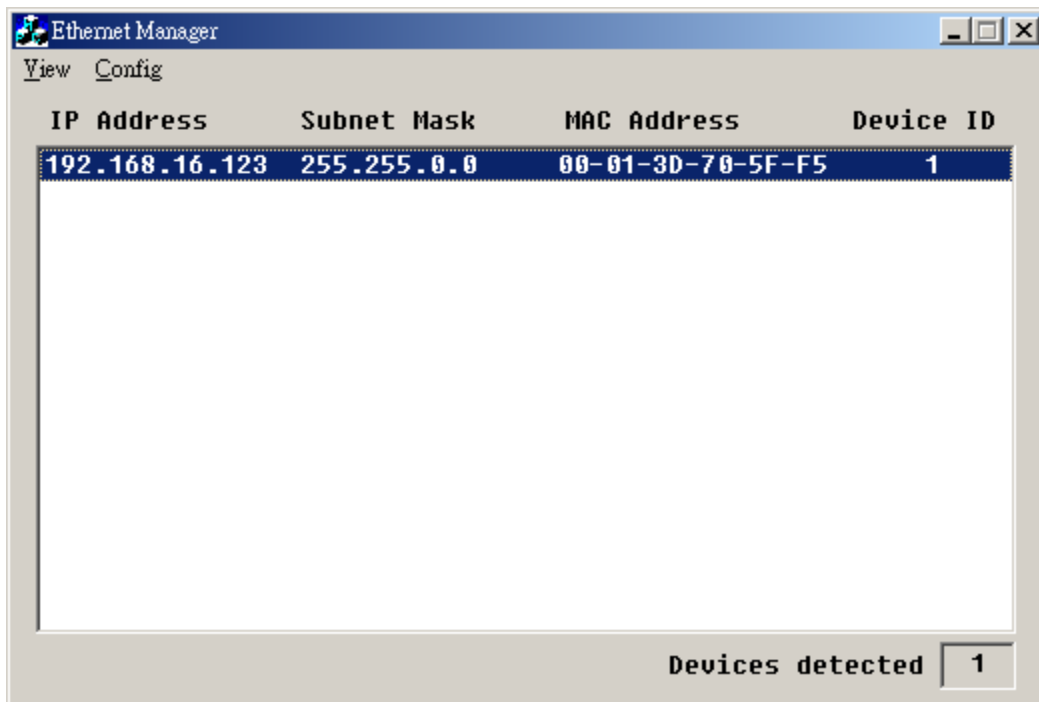 Ethernet Manager
View Config
IP Address Subnet Mask MAC Address Device ID
192.168.16.123 255.255.0.0 00-01-3D-70-5F-F5 1
Devices detected 1